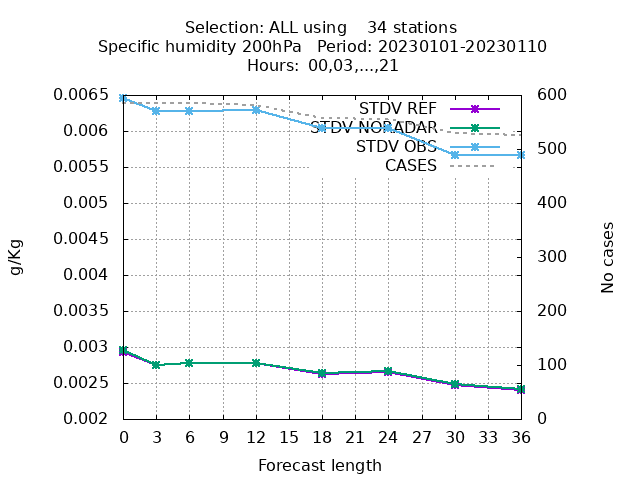 Selection: ALL using    34 stations
Specific humidity 200hPa   Period: 20230101-20230110
Hours: 00,03,...,21
0.0065
0.006
0.0055
0.005
0.0045
0.004
0.0035
0.003
0.0025
0.002
g/Kg
STDV REF
STDV NORADAR
STDV OBS
CASES
600
500
400
300
200
100
0
No cases
0 3 6 9 12 15 18 21 24 27 30 33 36
Forecast length